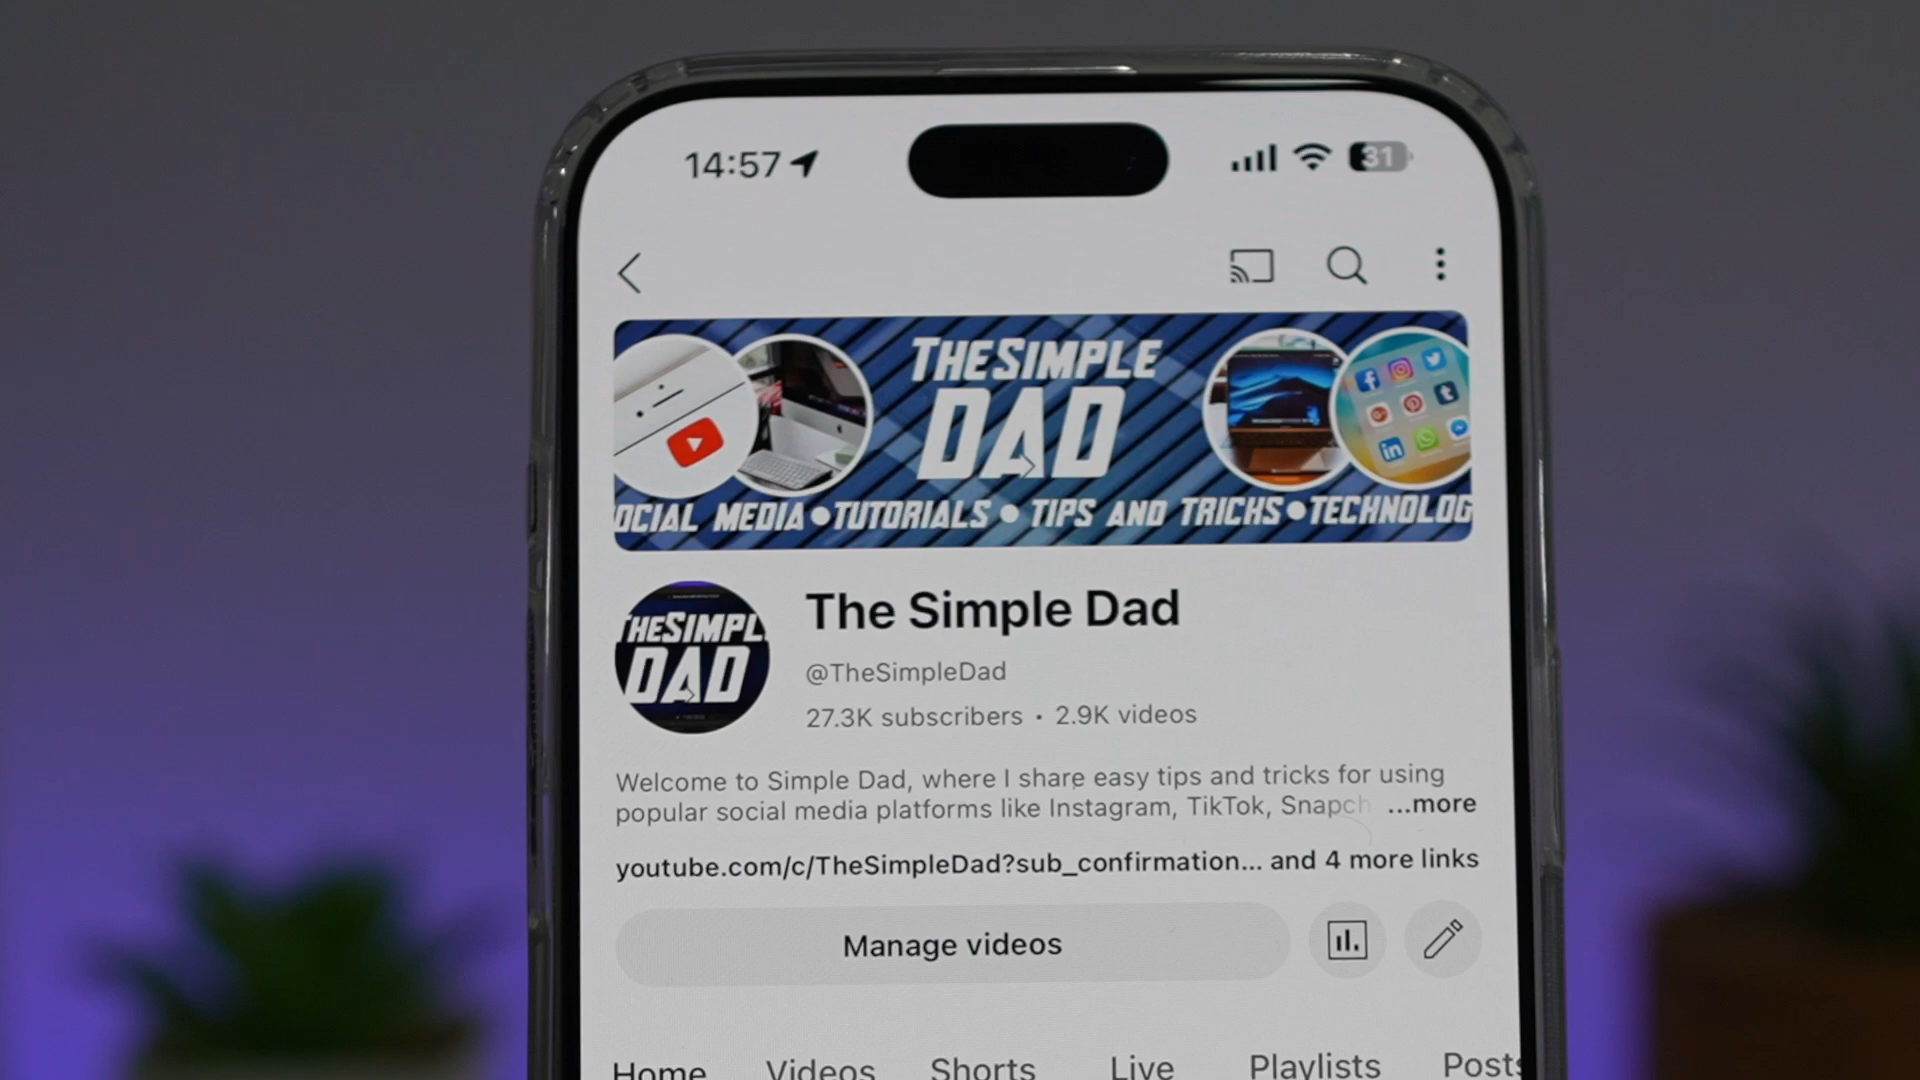 14:57
31
THESIMPLE
DAD
OCIAL MEDIA • TUTORIALS • TIPS AND TRICKS • TECHNOLOG
THESIMPL
DAD
The Simple Dad
@TheSimpleDad
27.3K subscribers • 2.9K videos
Welcome to Simple Dad, where I share easy tips and tricks for using
popular social media platforms like Instagram, TikTok, Snapch ...more
youtube.com/c/TheSimpleDad?sub_confirmation... and 4 more links
Manage videos
Home Videos Shorts Live Playlists Posts